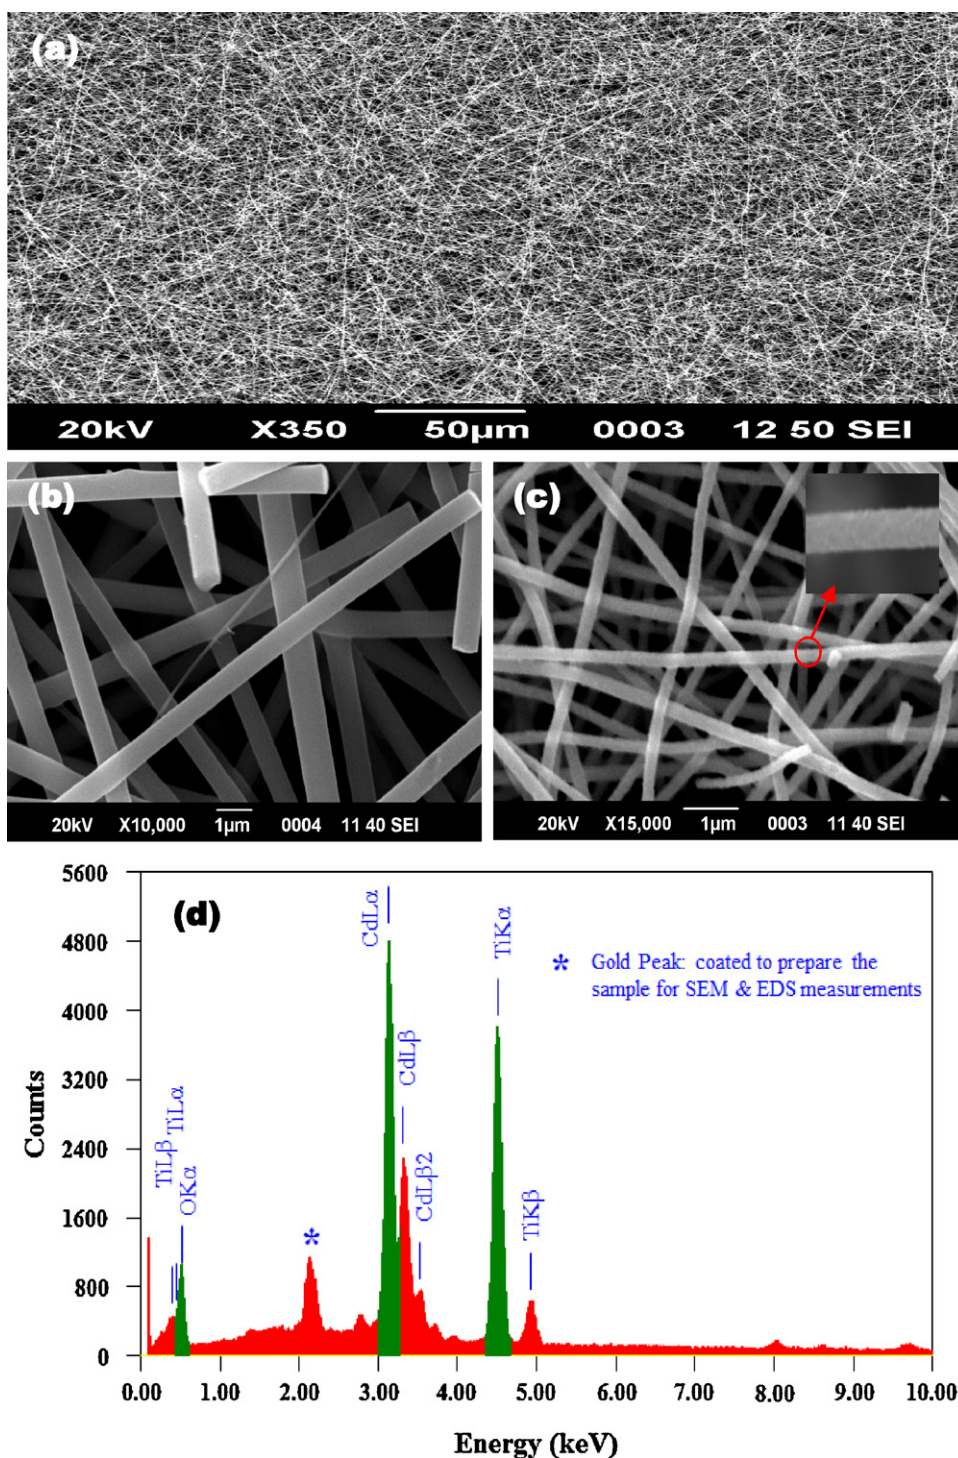 (a)
20kV X350 50µm 0003 12 50 SEI
(b)
20kV X10,000 1µm 0004 11 40 SEI
(c)
20kV X15,000 1µm 0003 11 40 SEI
(d)
5600
4800
4000
3200
2400
1600
800
0
Counts
TiLβ
TiLα
OKα
*
CdLα
CdLβ
CdLβ2
TiKα
TiKβ
* Gold Peak: coated to prepare the
sample for SEM & EDS measurements
0.00 1.00 2.00 3.00 4.00 5.00 6.00 7.00 8.00 9.00 10.00
Energy (keV)